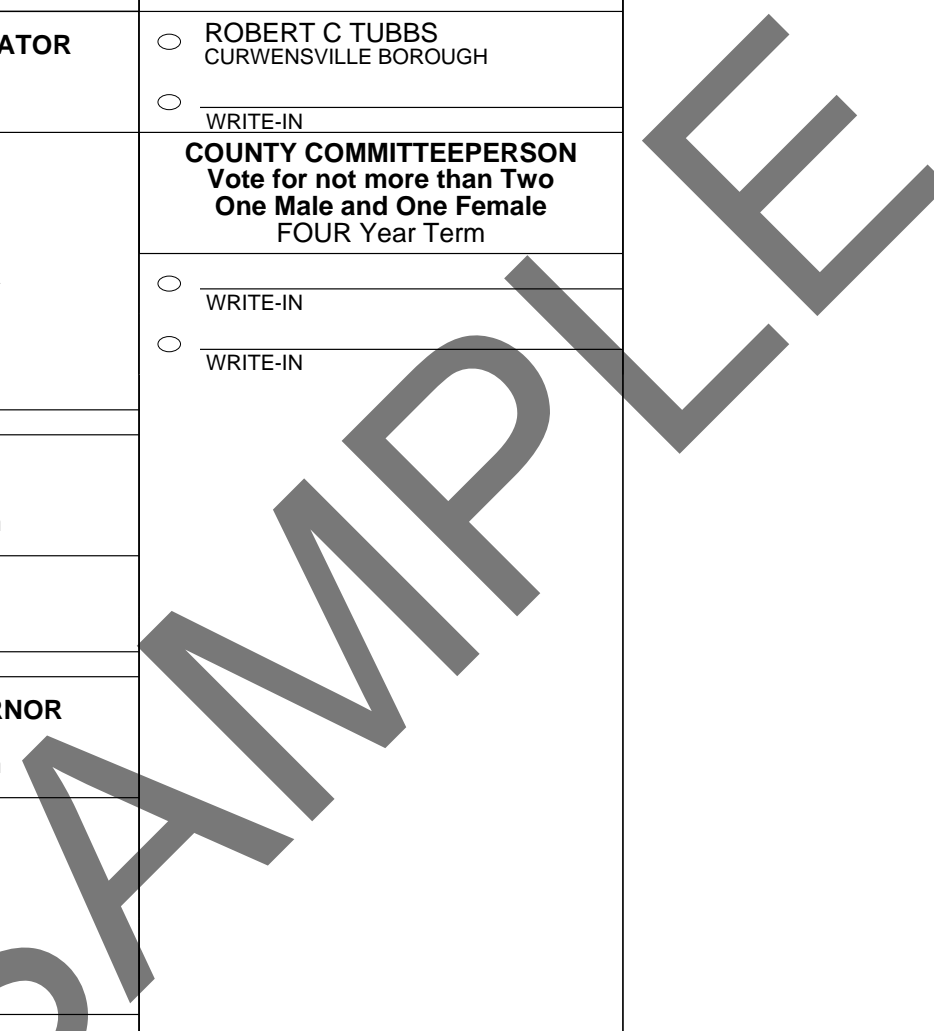 ATOR
RNOR
ROBERT C TUBBS
CURWENSVILLE BOROUGH
WRITE-IN
COUNTY COMMITTEEPERSON
Vote for not more than Two
One Male and One Female
FOUR Year Term
WRITE-IN
WRITE-IN
SAMPLE